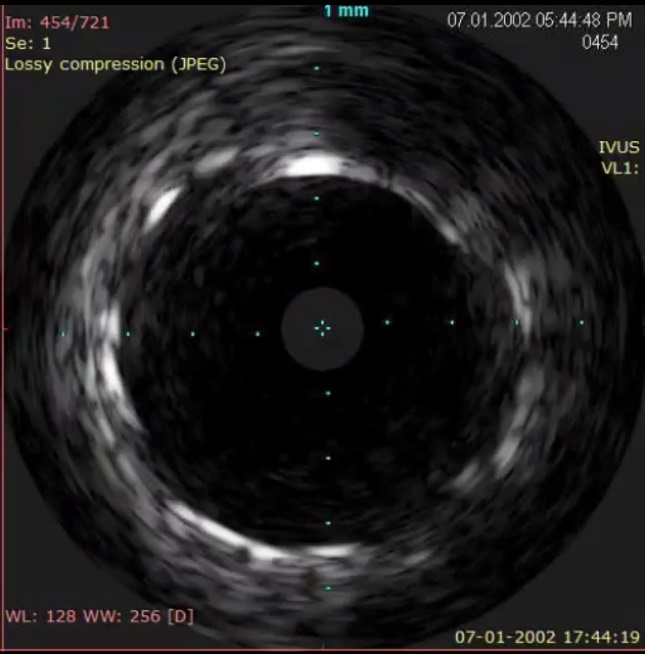 1 mm
Im: 454/721
07.01.2002 05:44:48 PM
Se: 1
0454
Lossy compression (JPEG)
IVUS
VL1:
WL: 128 WW: 256 [D]
07-01-2002 17:44:19